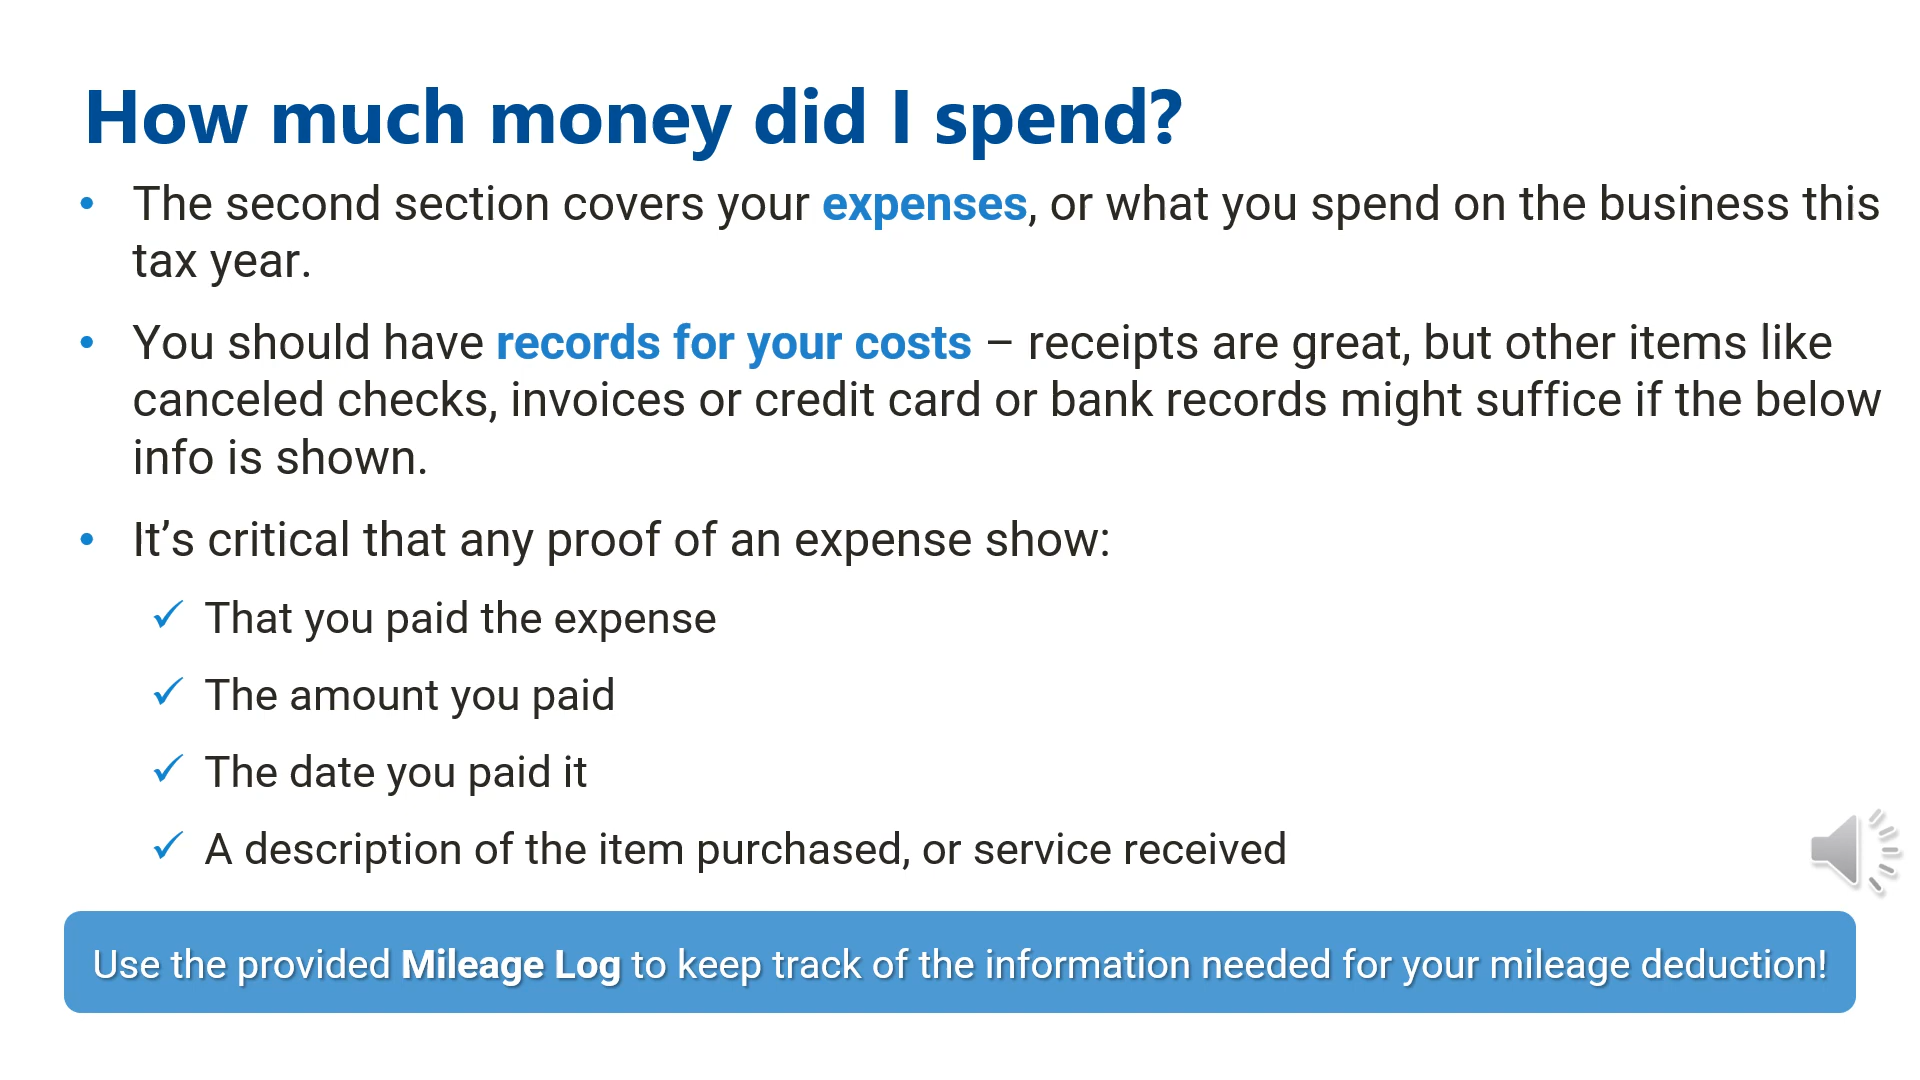 How much money did I spend?
• The second section covers your expenses, or what you spend on the business this
tax year.
• You should have records for your costs – receipts are great, but other items like
canceled checks, invoices or credit card or bank records might suffice if the below
info is shown.
• It’s critical that any proof of an expense show:
✓ That you paid the expense
✓ The amount you paid
✓ The date you paid it
✓ A description of the item purchased, or service received
Use the provided Mileage Log to keep track of the information needed for your mileage deduction!